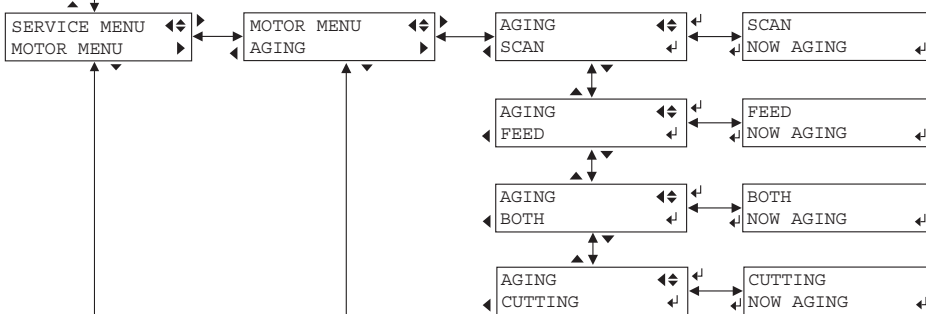 SERVICE MENU
MOTOR MENU
MOTOR MENU
AGING
AGING
SCAN
SCAN
NOW AGING
AGING
FEED
FEED
NOW AGING
AGING
BOTH
BOTH
NOW AGING
AGING
CUTTING
CUTTING
NOW AGING